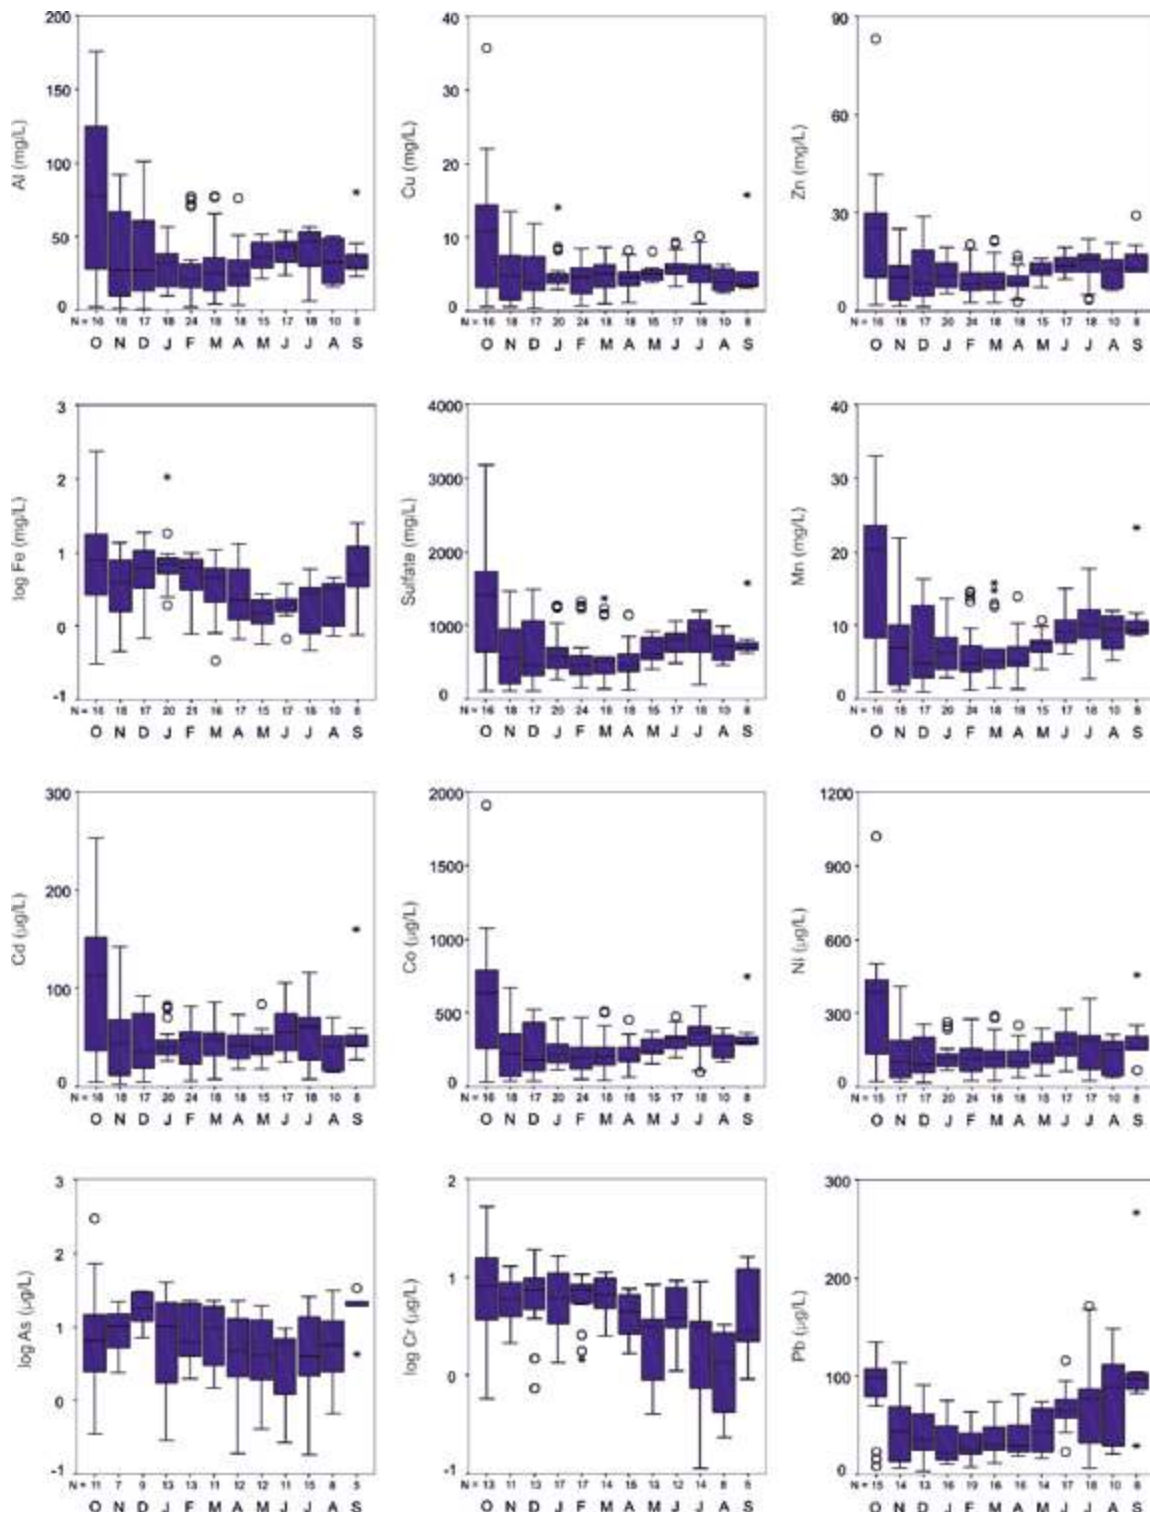 200
150
100
50
0
Al (mg/L)
N = 16 18 17 18 24 18 18 15 17 18 10 8
O N D J F M A M J J A S
40
30
20
10
0
Cu (mg/L)
N = 16 18 17 20 24 18 18 15 17 18 10 8
O N D J F M A M J J A S
90
60
30
0
Zn (mg/L)
N = 16 18 17 20 24 18 18 15 17 18 10 8
O N D J F M A M J J A S
3
2
1
0
-1
log Fe (mg/L)
N = 16 18 17 20 21 16 17 15 17 18 10 8
O N D J F M A M J J A S
4000
3000
2000
1000
0
Sulfate (mg/L)
N = 16 18 17 20 24 18 18 15 17 18 10 8
O N D J F M A M J J A S
40
30
20
10
0
Mn (mg/L)
N = 16 18 17 20 24 18 18 15 17 18 10 8
O N D J F M A M J J A S
300
200
100
0
Cd (µg/L)
N = 16 18 17 20 24 18 18 15 17 18 10 8
O N D J F M A M J J A S
2000
1500
1000
500
0
Co (µg/L)
N = 16 18 17 20 24 18 18 15 17 18 10 8
O N D J F M A M J J A S
1200
900
600
300
0
Ni (µg/L)
N = 15 17 17 20 24 18 18 14 17 17 10 8
O N D J F M A M J J A S
3
2
1
0
-1
log As (µg/L)
N = 11 7 9 13 13 11 12 12 11 15 8 5
O N D J F M A M J J A S
2
1
0
-1
log Cr (µg/L)
N = 13 11 13 17 17 14 15 13 12 14 8 6
O N D J F M A M J J A S
300
200
100
0
Pb (µg/L)
N = 15 14 13 16 19 16 16 14 17 18 10 8
O N D J F M A M J J A S